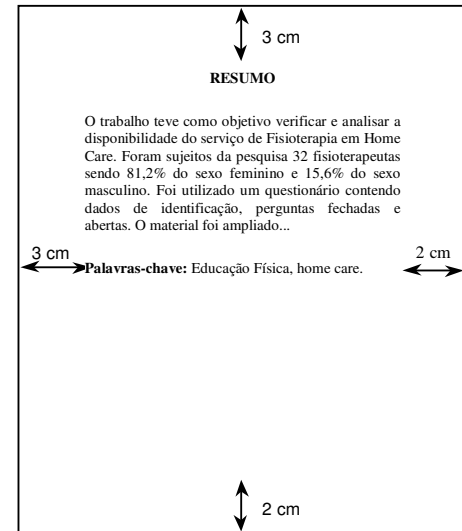 3 cm
RESUMO
O trabalho teve como objetivo verificar e analisar a
disponibilidade do serviço de Fisioterapia em Home
Care. Foram sujeitos da pesquisa 32 fisioterapeutas
sendo 81,2% do sexo feminino e 15,6% do sexo
masculino. Foi utilizado um questionário contendo
dados de identificação, perguntas fechadas e
abertas. O material foi ampliado...
3 cm
Palavras-chave: Educação Física, home care.
2 cm
2 cm